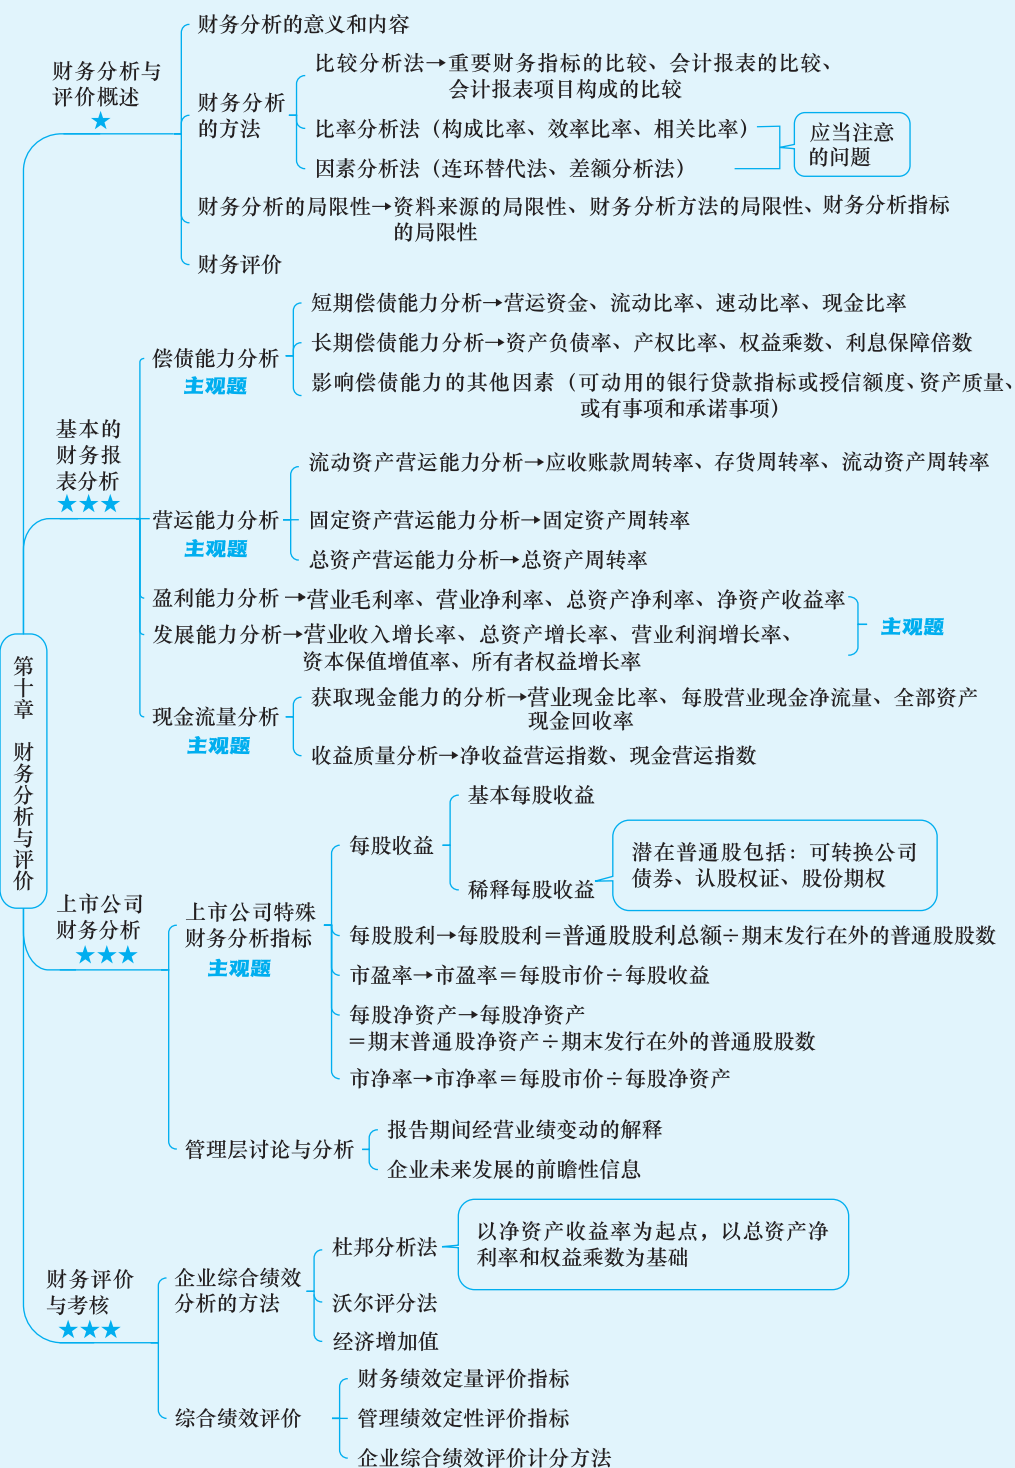 第十章 财务分析与评价
财务分析与
评价概述
★
财务分析的意义和内容
财务分析
的方法
比较分析法→重要财务指标的比较、会计报表的比较、
会计报表项目构成的比较
比率分析法（构成比率、效率比率、相关比率）
因素分析法（连环替代法、差额分析法）
应当注意
的问题
财务分析的局限性→资料来源的局限性、财务分析方法的局限性、财务分析指标
的局限性
财务评价
基本的
财务报
表分析
★★★
偿债能力分析
主观题
短期偿债能力分析→营运资金、流动比率、速动比率、现金比率
长期偿债能力分析→资产负债率、产权比率、权益乘数、利息保障倍数
影响偿债能力的其他因素（可动用的银行贷款指标或授信额度、资产质量、
或有事项和承诺事项）
营运能力分析
主观题
流动资产营运能力分析→应收账款周转率、存货周转率、流动资产周转率
固定资产营运能力分析→固定资产周转率
总资产营运能力分析→总资产周转率
盈利能力分析→营业毛利率、营业净利率、总资产净利率、净资产收益率
发展能力分析→营业收入增长率、总资产增长率、营业利润增长率、
资本保值增值率、所有者权益增长率
主观题
现金流量分析
主观题
获取现金能力的分析→营业现金比率、每股营业现金净流量、全部资产
现金回收率
收益质量分析→净收益营运指数、现金营运指数
上市公司
财务分析
★★★
上市公司特殊
财务分析指标
主观题
每股收益
基本每股收益
稀释每股收益
潜在普通股包括：可转换公司
债券、认股权证、股份期权
每股股利→每股股利＝普通股股利总额÷期末发行在外的普通股股数
市盈率→市盈率＝每股市价÷每股收益
每股净资产→每股净资产
＝期末普通股净资产÷期末发行在外的普通股股数
市净率→市净率＝每股市价÷每股净资产
管理层讨论与分析
报告期间经营业绩变动的解释
企业未来发展的前瞻性信息
财务评价
与考核
★★★
企业综合绩效
分析的方法
杜邦分析法
以净资产收益率为起点，以总资产净
利率和权益乘数为基础
沃尔评分法
经济增加值
综合绩效评价
财务绩效定量评价指标
管理绩效定性评价指标
企业综合绩效评价计分方法